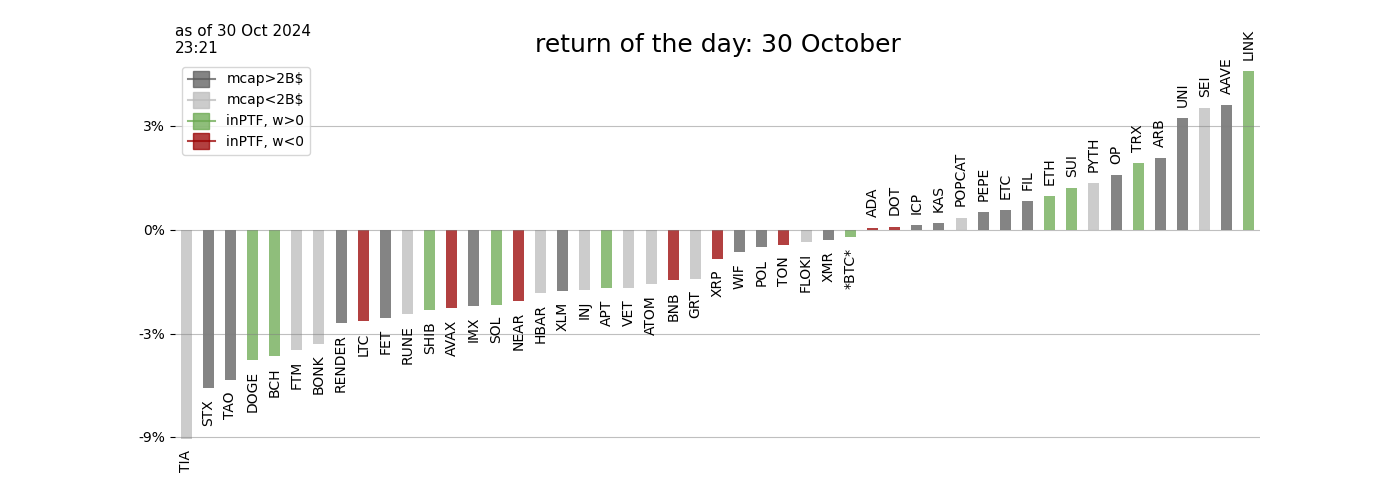 as of 30 Oct 2024
23:21
return of the day: 30 October
mcap>2B$
mcap<2B$
inPTF, w>0
inPTF, w<0
3%
0%
-3%
-9%
TIA
STX
TAO
DOGE
BCH
FTM
BONK
RENDER
LTC
FET
RUNE
SHIB
AVAX
IMX
SOL
NEAR
HBAR
XLM
INJ
APT
VET
ATOM
BNB
GRT
XRP
WIF
POL
TON
FLOKI
XMR
*BTC*
ADA
DOT
ICP
KAS
POPCAT
PEPE
ETC
FIL
ETH
SUI
PYTH
OP
TRX
ARB
UNI
SEI
AAVE
LINK